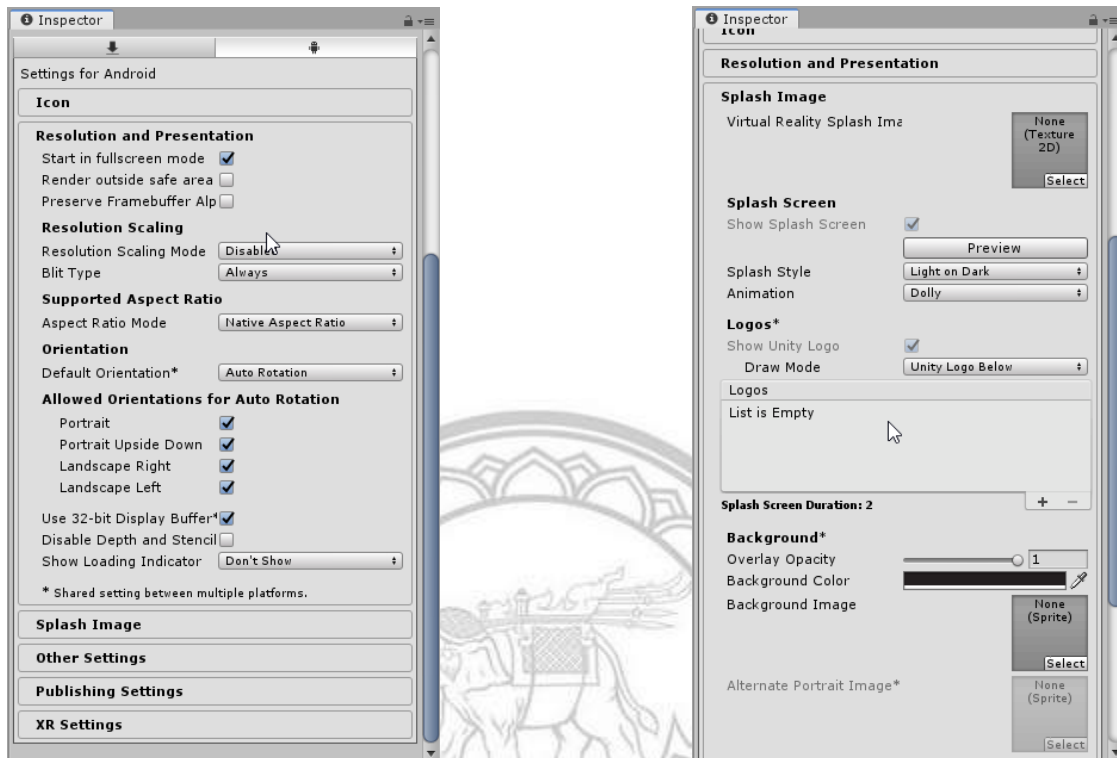 Inspector
Settings for Android
Icon
Resolution and Presentation
Start in fullscreen mode
Render outside safe area
Preserve Framebuffer Alp
Resolution Scaling
Resolution Scaling Mode Disabled
Blit Type Always
Supported Aspect Ratio
Aspect Ratio Mode Native Aspect Ratio
Orientation
Default Orientation* Auto Rotation
Allowed Orientations for Auto Rotation
Portrait
Portrait Upside Down
Landscape Right
Landscape Left
Use 32-bit Display Buffer*
Disable Depth and Stencil
Show Loading Indicator Don't Show
* Shared setting between multiple platforms.
Splash Image
Other Settings
Publishing Settings
XR Settings
Inspector
Icon
Resolution and Presentation
Splash Image
Virtual Reality Splash Ima
None
(Texture
2D)
Select
Splash Screen
Show Splash Screen
Preview
Splash Style Light on Dark
Animation Dolly
Logos*
Show Unity Logo
Draw Mode Unity Logo Below
Logos
List is Empty
Splash Screen Duration: 2
+ −
Background*
Overlay Opacity 1
Background Color
Background Image
None
(Sprite)
Select
Alternate Portrait Image*
None
(Sprite)
Select